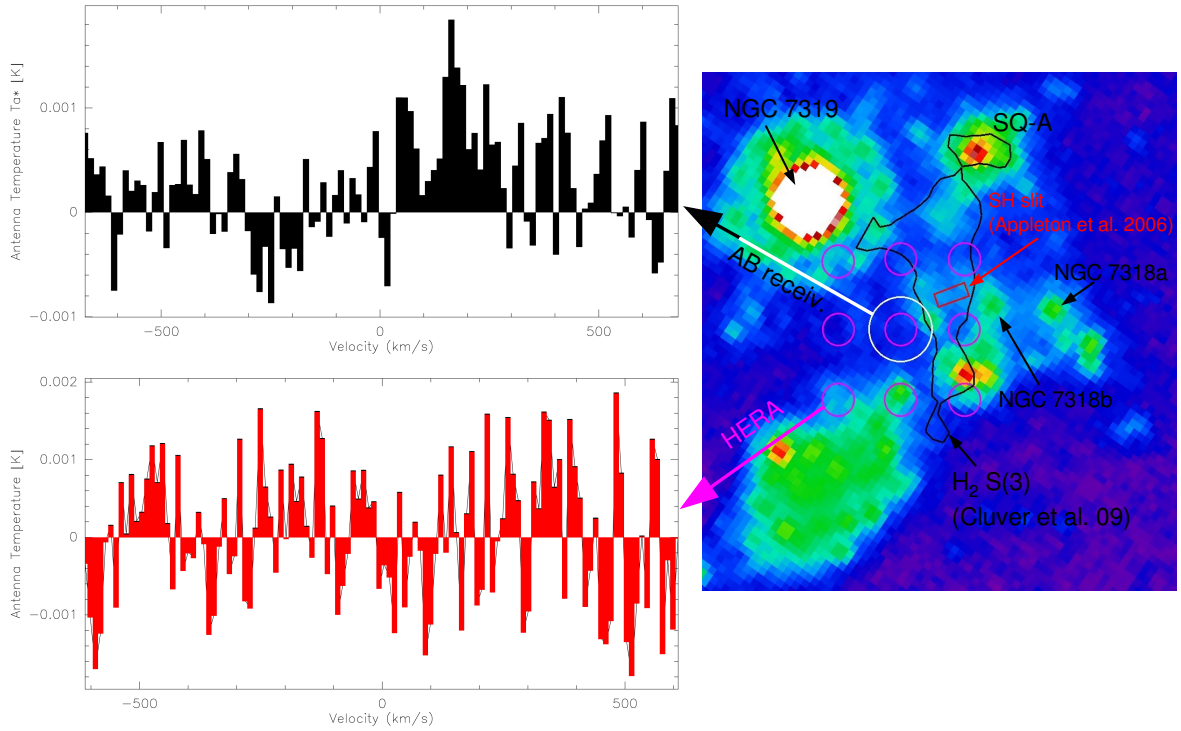 Antenna Temperature Ta* [K]
0.001
0
−0.001
−500
0
500
Velocity (km/s)
Antenna Temperature [K]
0.002
0.001
0
−0.001
−500
0
500
Velocity (km/s)
NGC 7319
SQ-A
SH slit
(Appleton et al. 2006)
NGC 7318a
AB receiv.
NGC 7318b
HERA
H₂ S(3)
(Cluver et al. 09)